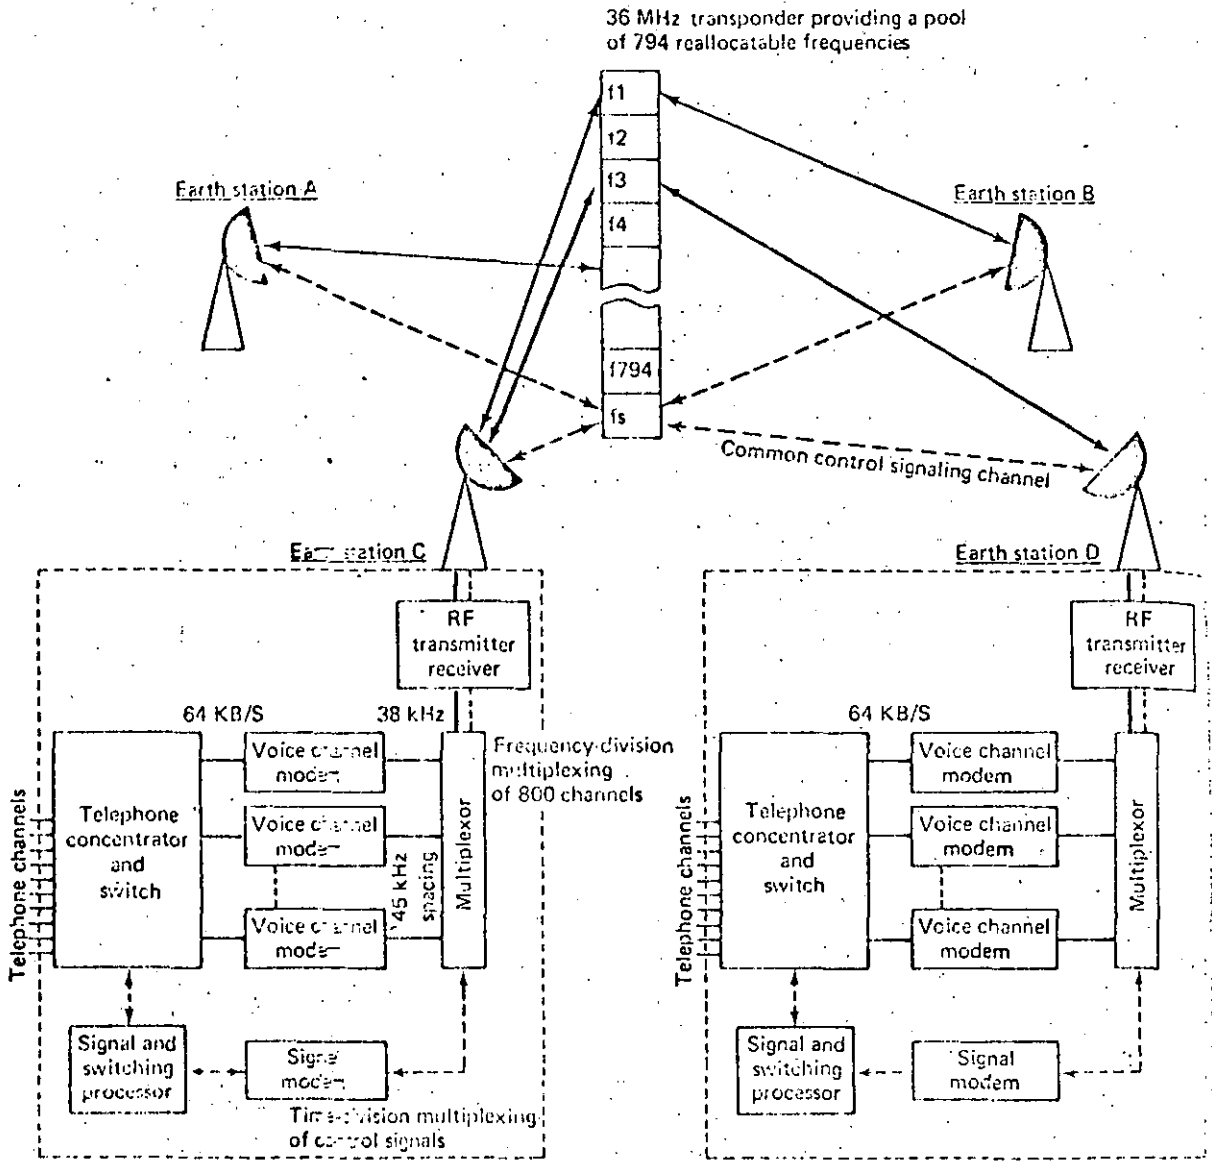 36 MHz transponder providing a pool
of 794 reallocatable frequencies
f1
f2
f3
f4
f794
fs
Earth station A
Earth station B
Common control signaling channel
Earth station C
Earth station D
RF
transmitter
receiver
64 KB/S
38 kHz
Voice channel
modem
Voice channel
modem
Voice channel
modem
Telephone
concentrator
and
switch
Telephone channels
45 kHz
spacing
Multiplexor
Frequency-division
multiplexing
of 800 channels
Signal and
switching
processor
Signal
modem
Time-division multiplexing
of control signals
RF
transmitter
receiver
64 KB/S
Voice channel
modem
Voice channel
modem
Voice channel
modem
Telephone
concentrator
and
switch
Telephone channels
Multiplexor
Signal and
switching
processor
Signal
modem